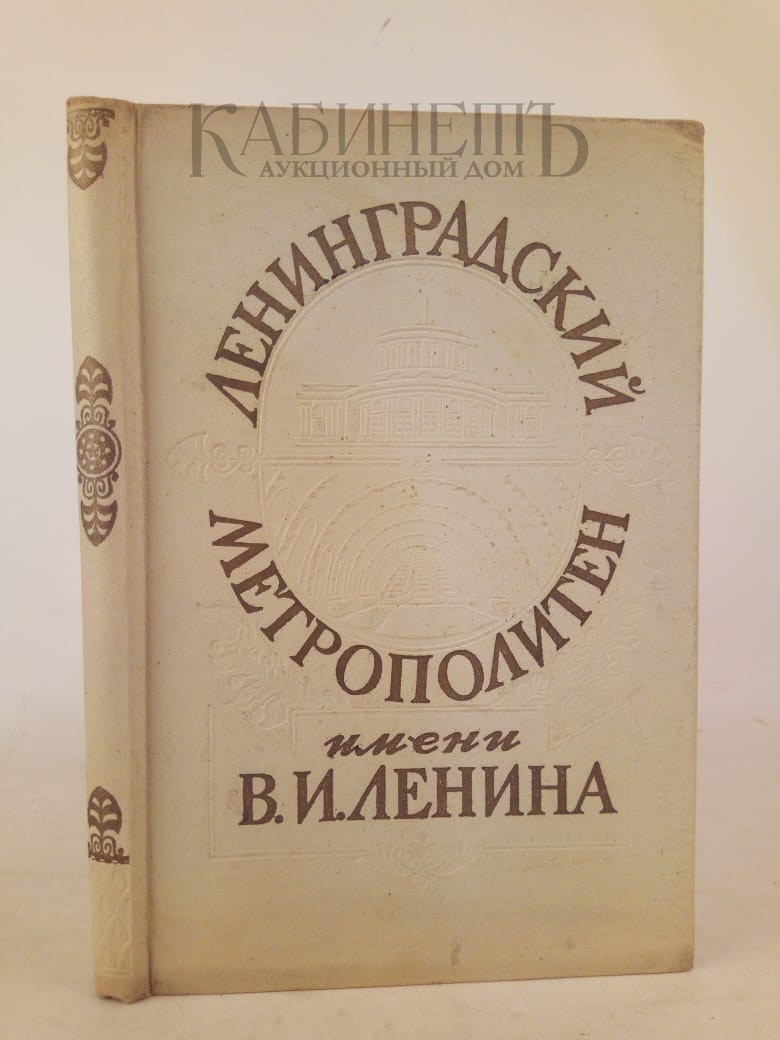 КАБИНЕТЪ
АУКЦИОННЫЙ ДОМ
ЛЕНИНГРАДСКИЙ
МЕТРОПОЛИТЕН
имени
В.И.ЛЕНИНА